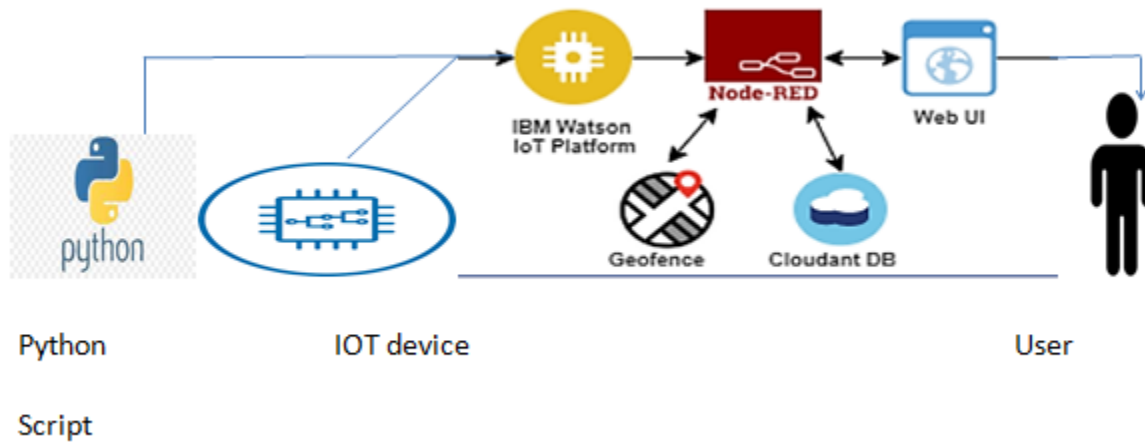 Node-RED
IBM Watson
IoT Platform
Web UI
python
Geofence
Cloudant DB
Python
IOT device
User
Script